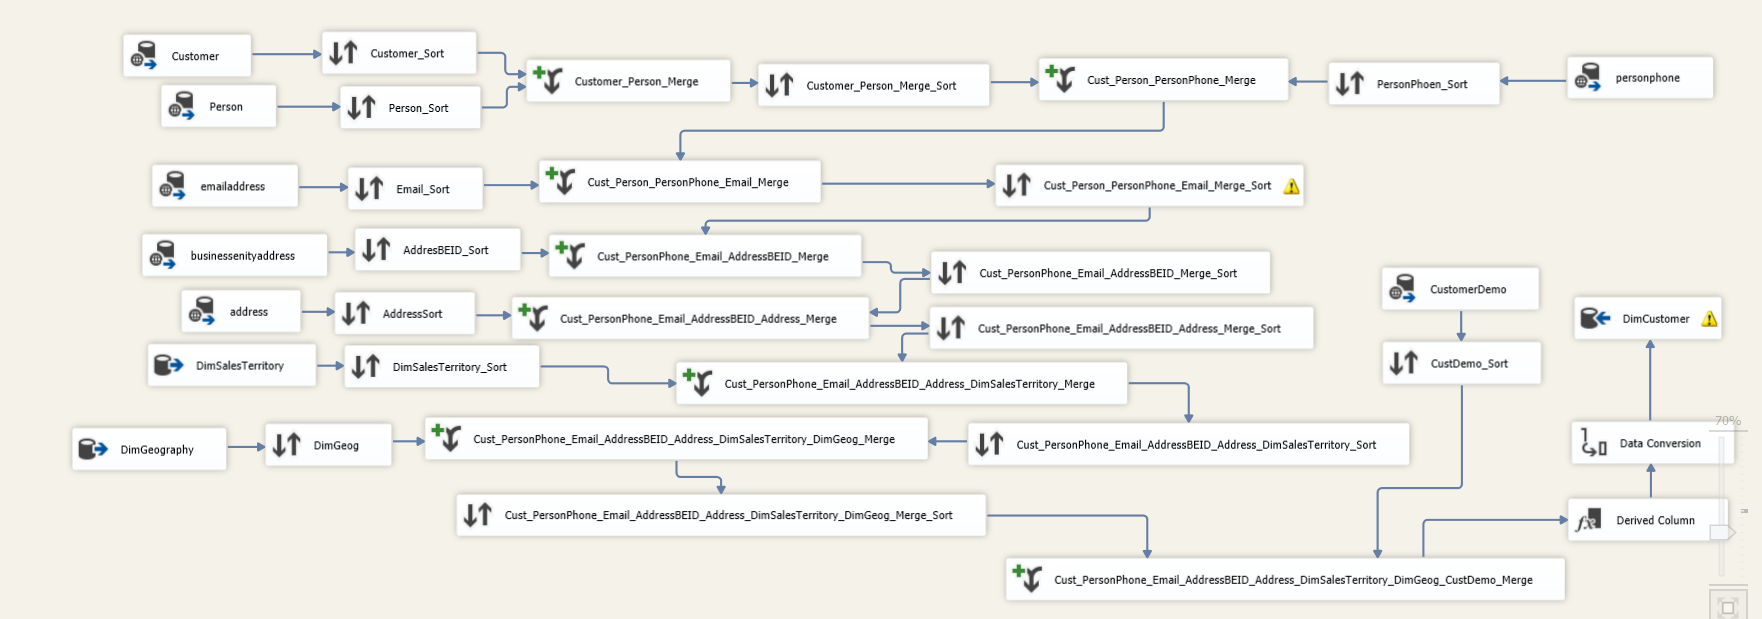 Customer
Customer_Sort
Person
Person_Sort
Customer_Person_Merge
Customer_Person_Merge_Sort
Cust_Person_PersonPhone_Merge
PersonPhoen_Sort
personphone
emailaddress
Email_Sort
Cust_Person_PersonPhone_Email_Merge
Cust_Person_PersonPhone_Email_Merge_Sort
businessenityaddress
AddresBEID_Sort
Cust_PersonPhone_Email_AddressBEID_Merge
Cust_PersonPhone_Email_AddressBEID_Merge_Sort
address
AddressSort
Cust_PersonPhone_Email_AddressBEID_Address_Merge
Cust_PersonPhone_Email_AddressBEID_Address_Merge_Sort
CustomerDemo
DimCustomer
DimSalesTerritory
DimSalesTerritory_Sort
Cust_PersonPhone_Email_AddressBEID_Address_DimSalesTerritory_Merge
CustDemo_Sort
DimGeography
DimGeog
Cust_PersonPhone_Email_AddressBEID_Address_DimSalesTerritory_DimGeog_Merge
Cust_PersonPhone_Email_AddressBEID_Address_DimSalesTerritory_Sort
70%
Data Conversion
Cust_PersonPhone_Email_AddressBEID_Address_DimSalesTerritory_DimGeog_Merge_Sort
Derived Column
Cust_PersonPhone_Email_AddressBEID_Address_DimSalesTerritory_DimGeog_CustDemo_Merge